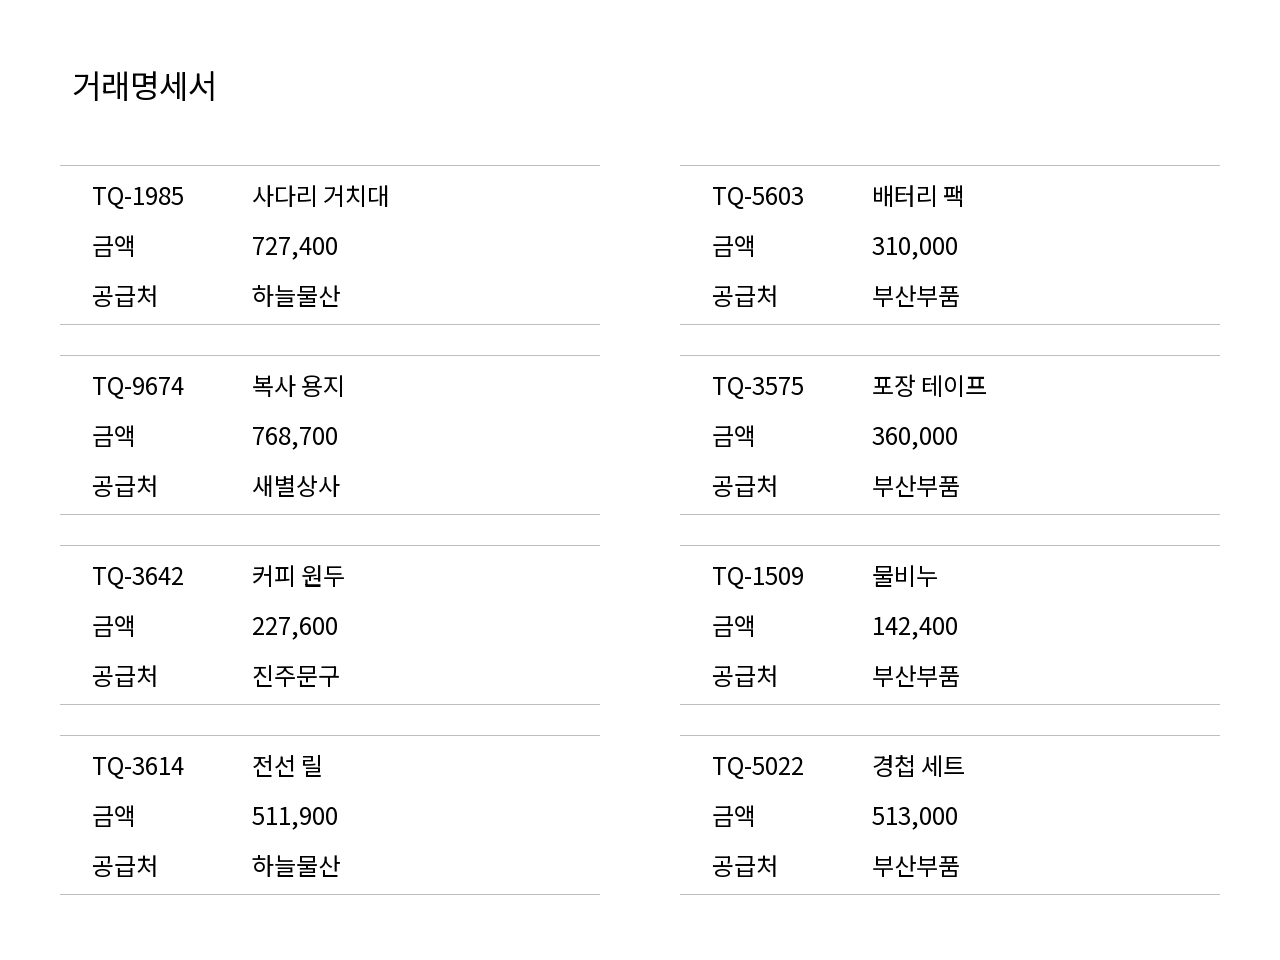 거래명세서
TQ-1985 사다리 거치대
금액 727,400
공급처 하늘물산
TQ-5603 배터리 팩
금액 310,000
공급처 부산부품
TQ-9674 복사 용지
금액 768,700
공급처 새별상사
TQ-3575 포장 테이프
금액 360,000
공급처 부산부품
TQ-3642 커피 원두
금액 227,600
공급처 진주문구
TQ-1509 물비누
금액 142,400
공급처 부산부품
TQ-3614 전선 릴
금액 511,900
공급처 하늘물산
TQ-5022 경첩 세트
금액 513,000
공급처 부산부품